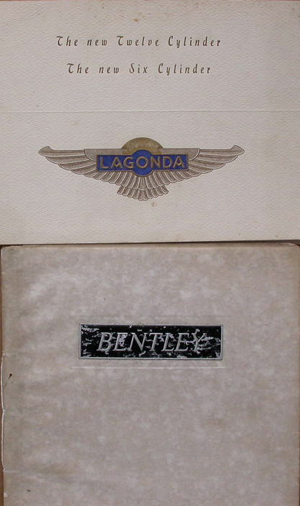 The new Twelve Cylinder
The new Six Cylinder
LAGONDA
BENTLEY